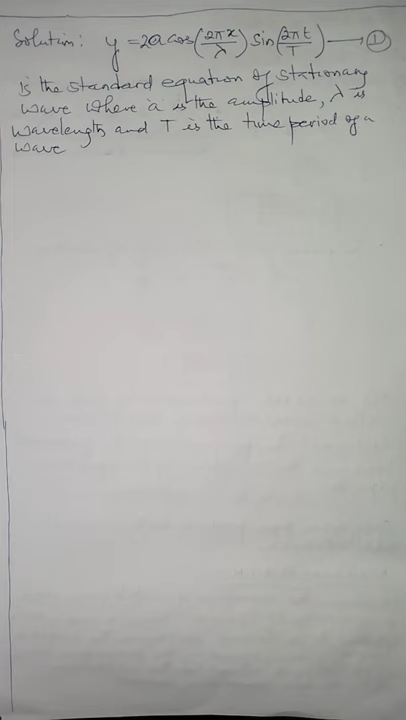 Solution: y = 2a cos(2πx/λ) sin(2πt/T) ⟶ ①
is the standard equation of stationary
wave where 'a' is the amplitude, λ is
wavelength and T is the time period of a
wave